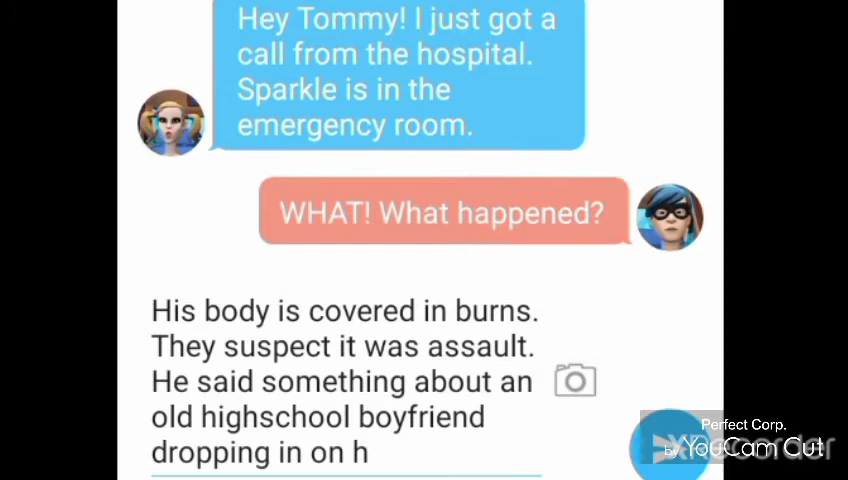 Hey Tommy! I just got a
call from the hospital.
Sparkle is in the
emergency room.
WHAT! What happened?
His body is covered in burns.
They suspect it was assault.
He said something about an
old highschool boyfriend
dropping in on h
Perfect Corp.
by YouCam Cut